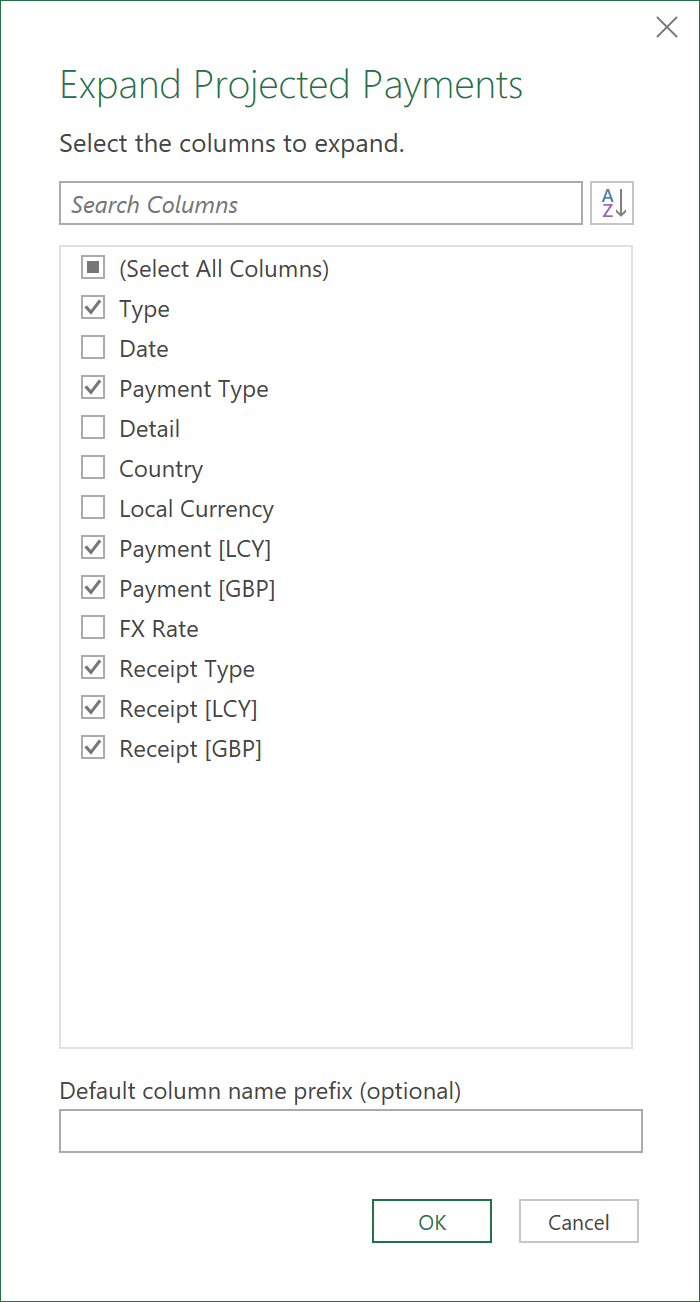 Expand Projected Payments
Select the columns to expand.
Search Columns
A
Z
(Select All Columns)
Type
Date
Payment Type
Detail
Country
Local Currency
Payment [LCY]
Payment [GBP]
FX Rate
Receipt Type
Receipt [LCY]
Receipt [GBP]
Default column name prefix (optional)
OK
Cancel